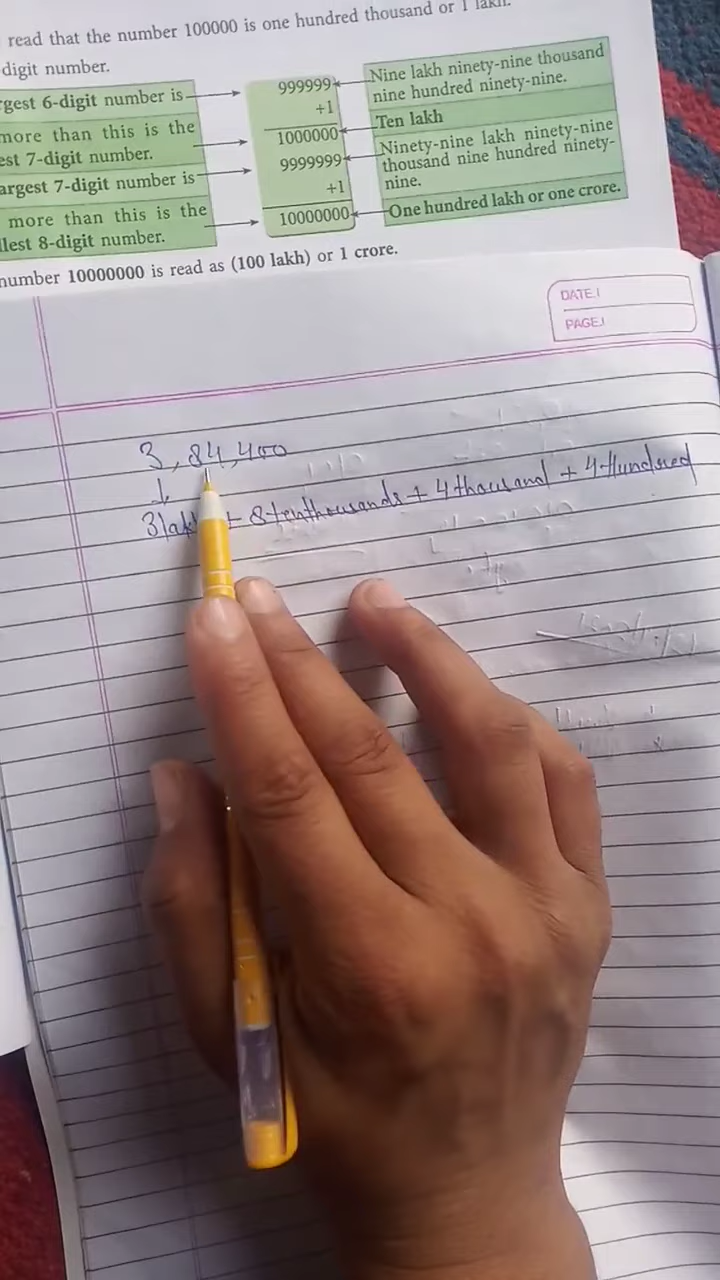 read that the number 100000 is one hundred thousand or 1 lakh.
digit number.
rgest 6-digit number is
more than this is the
est 7-digit number.
argest 7-digit number is
more than this is the
llest 8-digit number.
999999
+1
1000000
9999999
+1
10000000
Nine lakh ninety-nine thousand
nine hundred ninety-nine.
Ten lakh
Ninety-nine lakh ninety-nine
thousand nine hundred ninety-
nine.
One hundred lakh or one crore.
number 10000000 is read as (100 lakh) or 1 crore.
DATE:
PAGE:
3,84,400
3 lakh + 8 tenthousands + 4 thousand + 4 Hundred